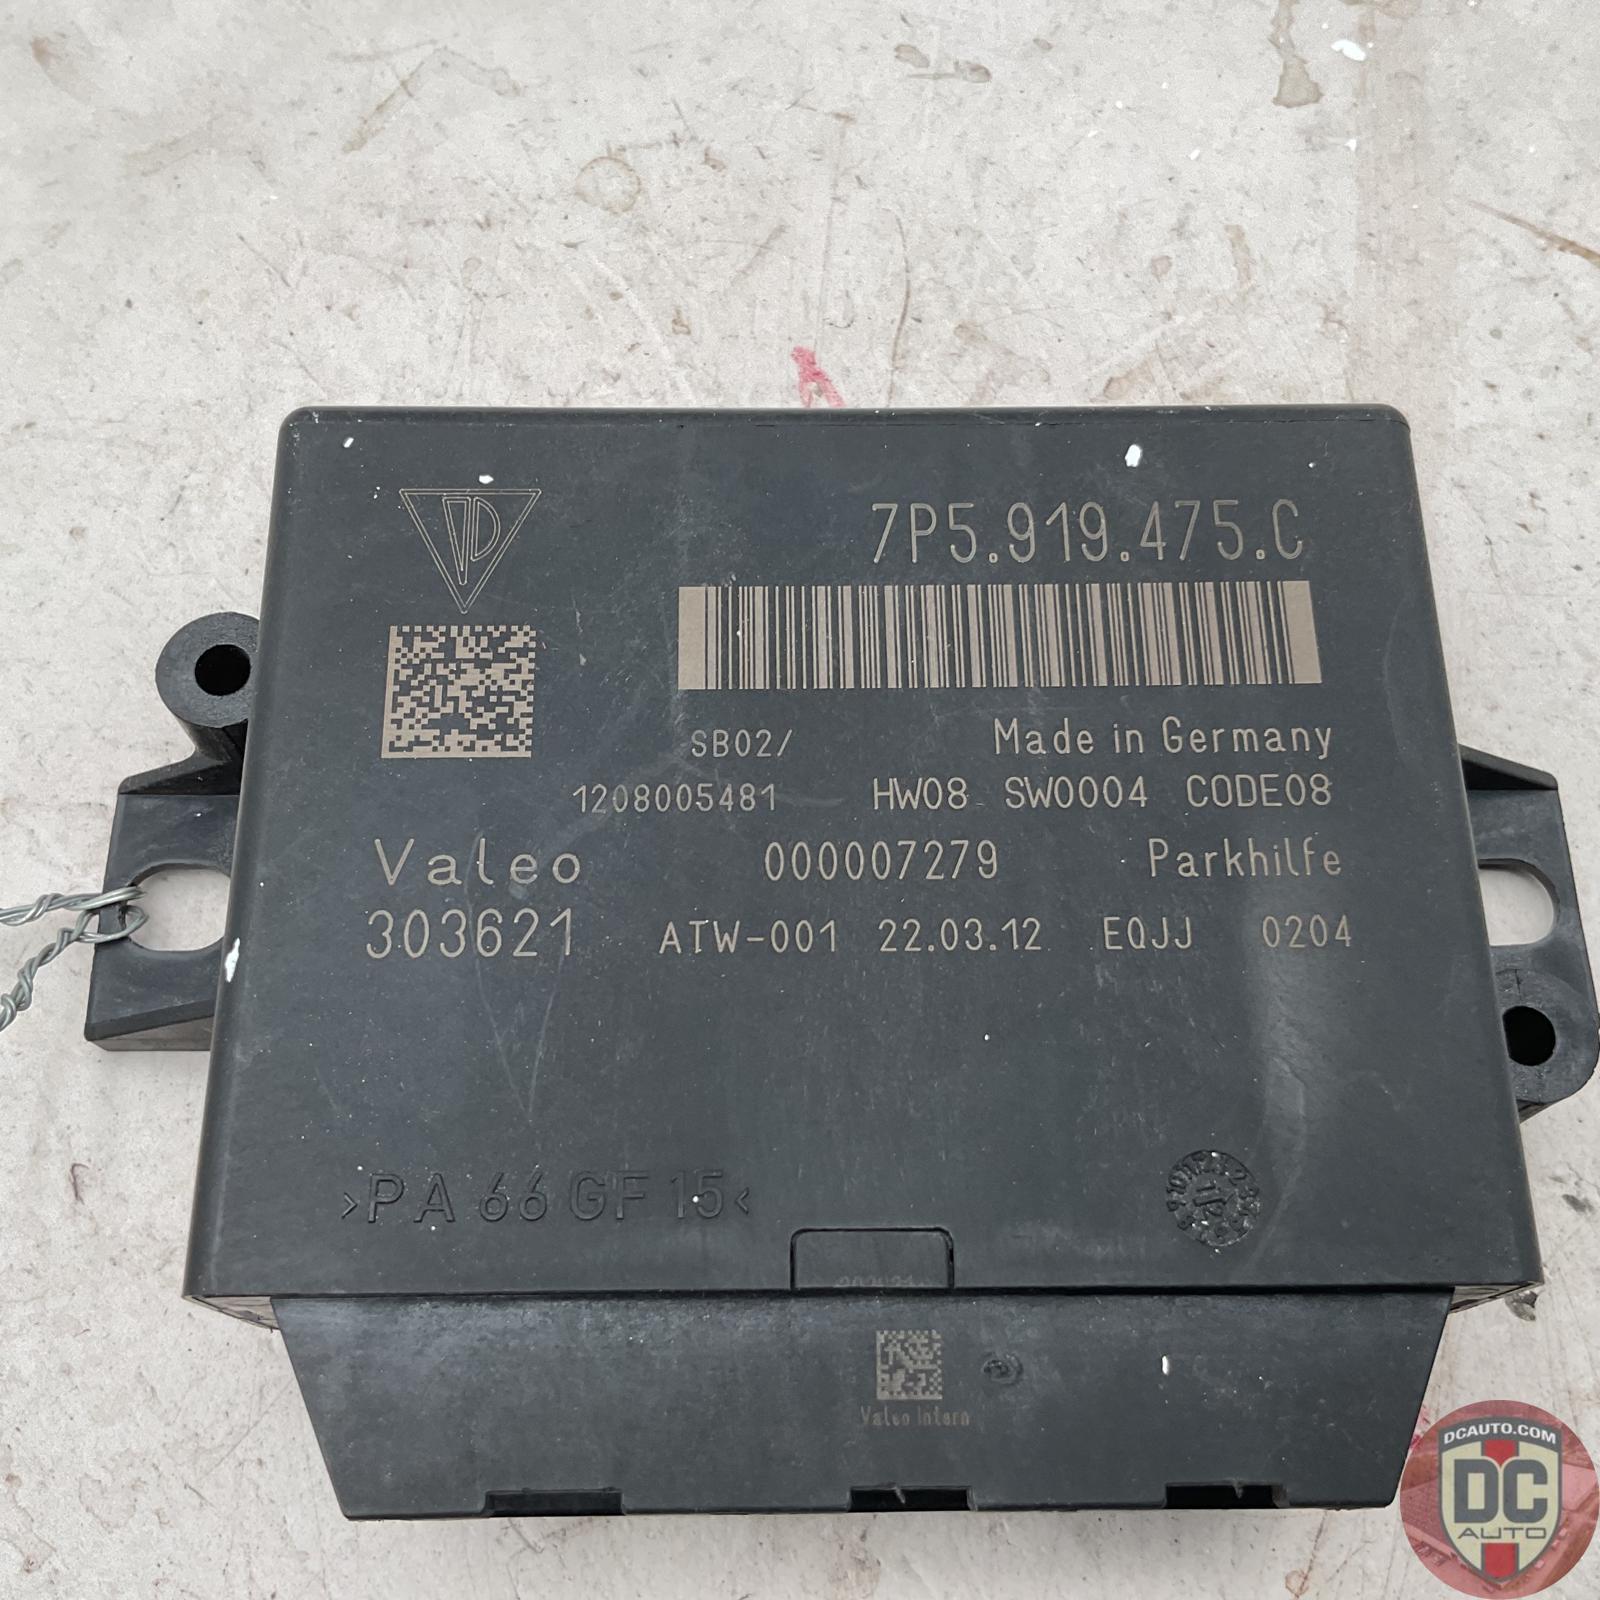 7P5.919.475.C
SB02/
Made in Germany
1208005481
HW08 SW0004 CODE08
Valeo
000007279
Parkhilfe
303621
ATW-001 22.03.12 EQJJ 0204
>PA 66 GF 15<
Valeo Intern
DCAUTO.COM
DC
AUTO